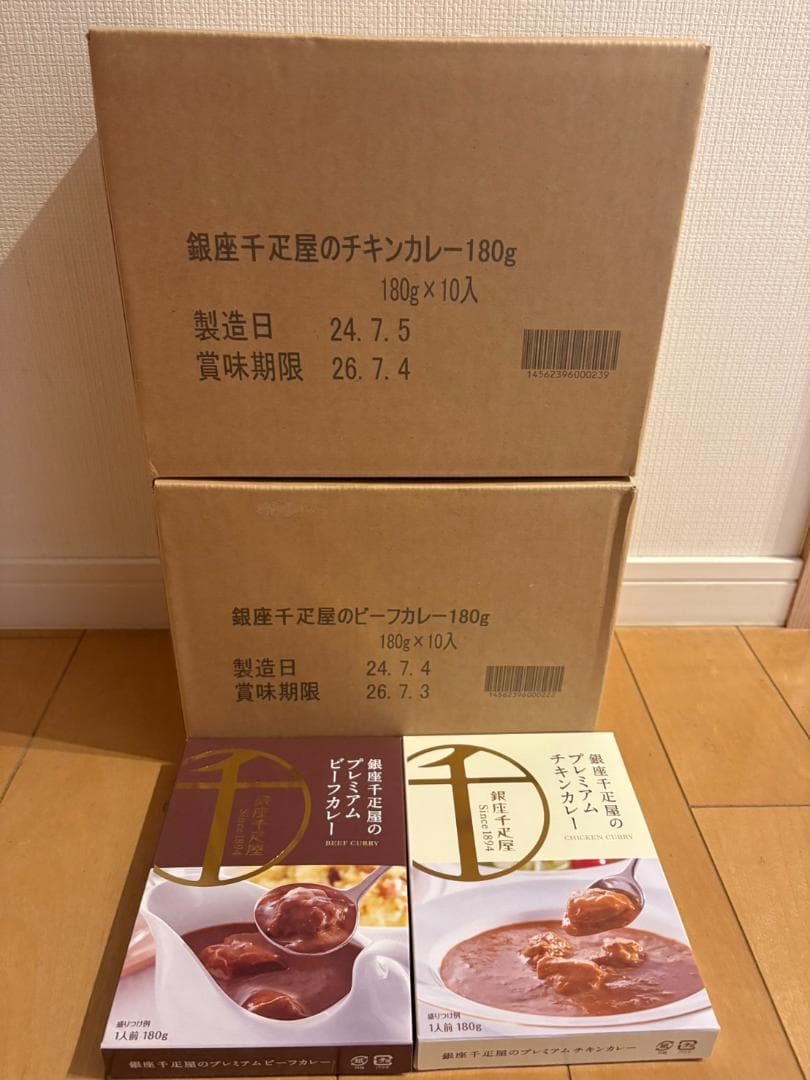 銀座千疋屋のチキンカレー180g
180g×10入
製造日 24.7.5
賞味期限 26.7.4
14562396000239
銀座千疋屋のビーフカレー180g
180g×10入
製造日 24.7.4
賞味期限 26.7.3
14562396000222
銀座千疋屋の
プレミアム
ビーフカレー
BEEF CURRY
千
銀座千疋屋
Since 1894
盛りつけ例
1人前 180g
銀座千疋屋のプレミアムビーフカレー
銀座千疋屋の
プレミアム
チキンカレー
CHICKEN CURRY
千
銀座千疋屋
Since 1894
盛りつけ例
1人前 180g
銀座千疋屋のプレミアムチキンカレー